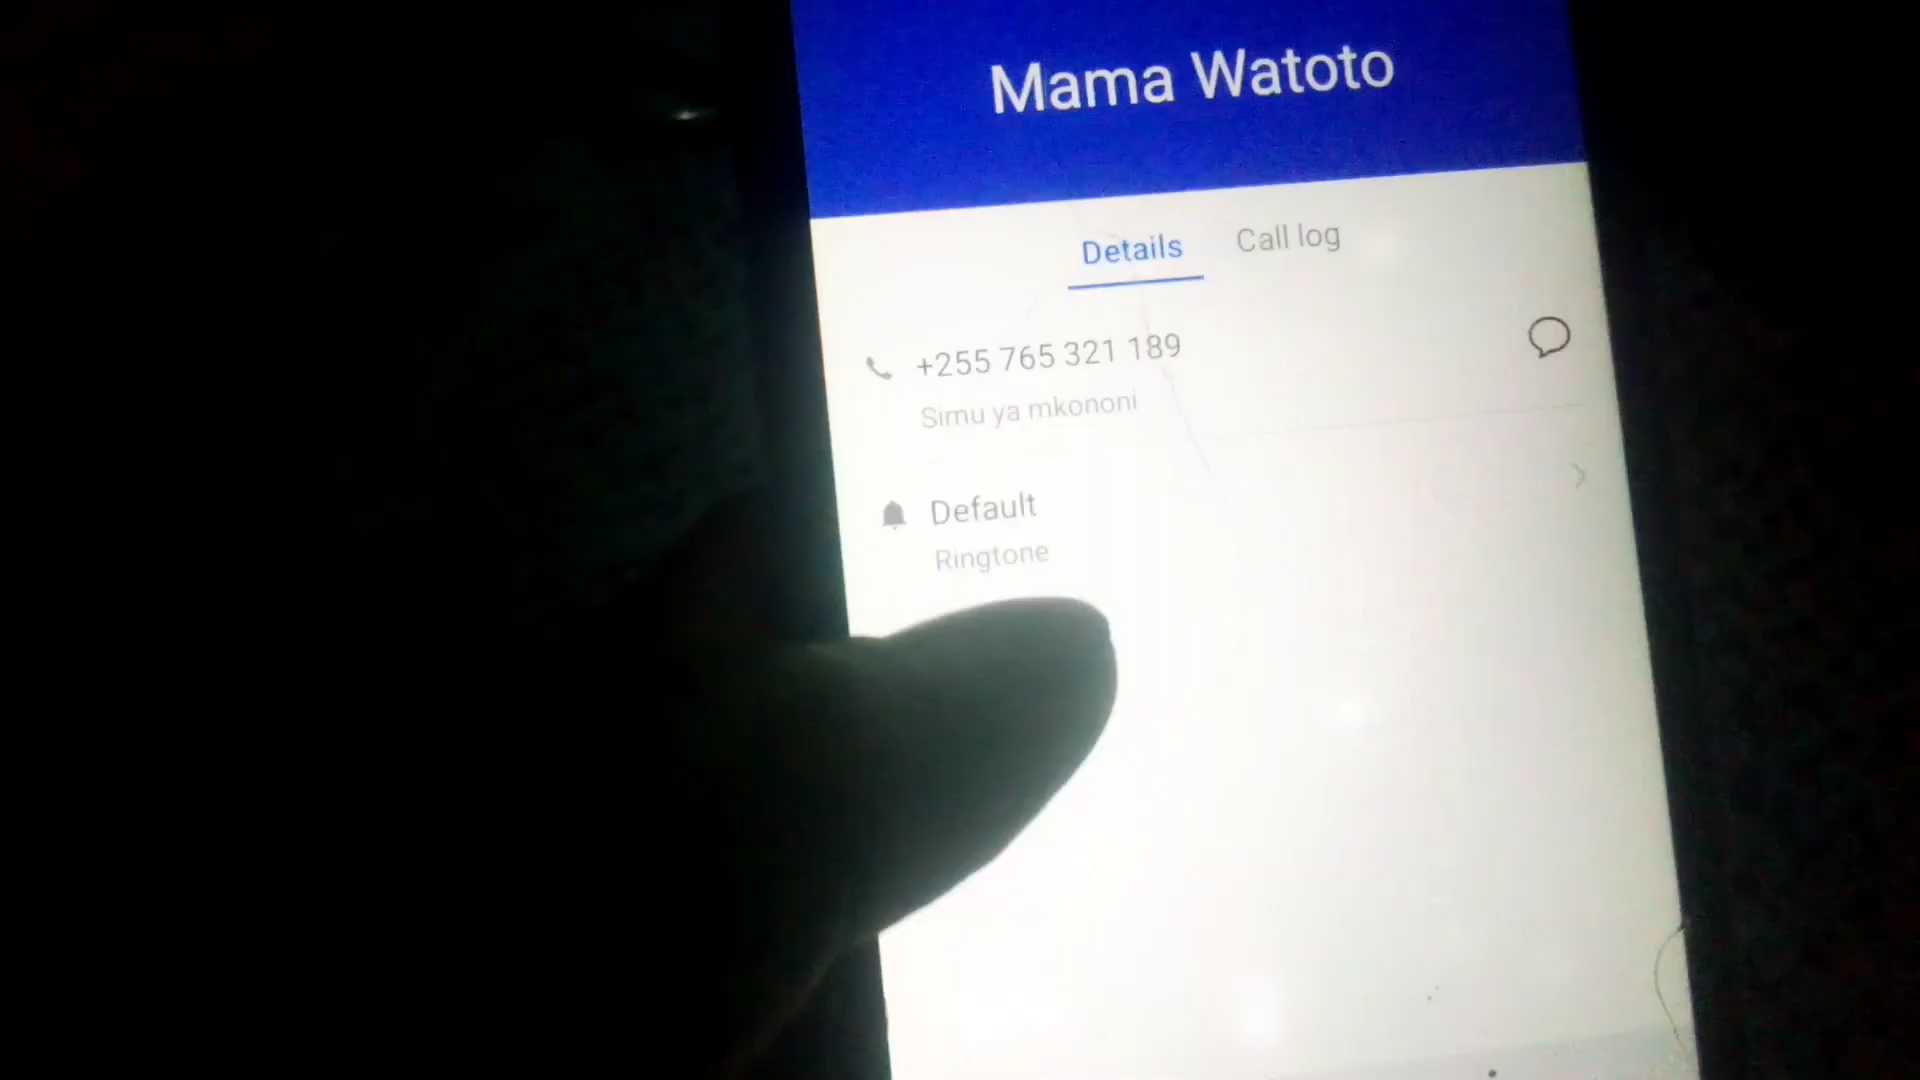 Mama Watoto
Details Call log
+255 765 321 189
Simu ya mkononi
Default
Ringtone